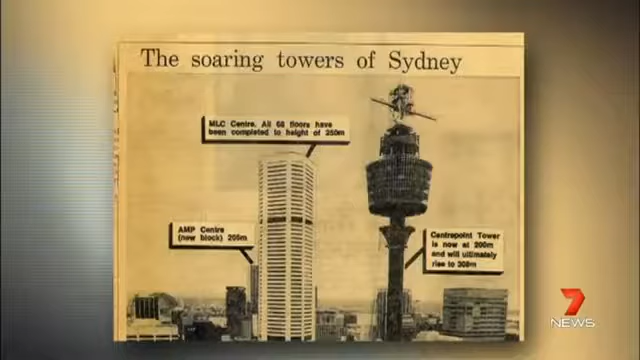 The soaring towers of Sydney
MLC Centre. All 68 floors have
been completed to height of 250m
AMP Centre
(new block) 205m
Centrepoint Tower
is now at 200m
and will ultimately
rise to 305m
7
NEWS